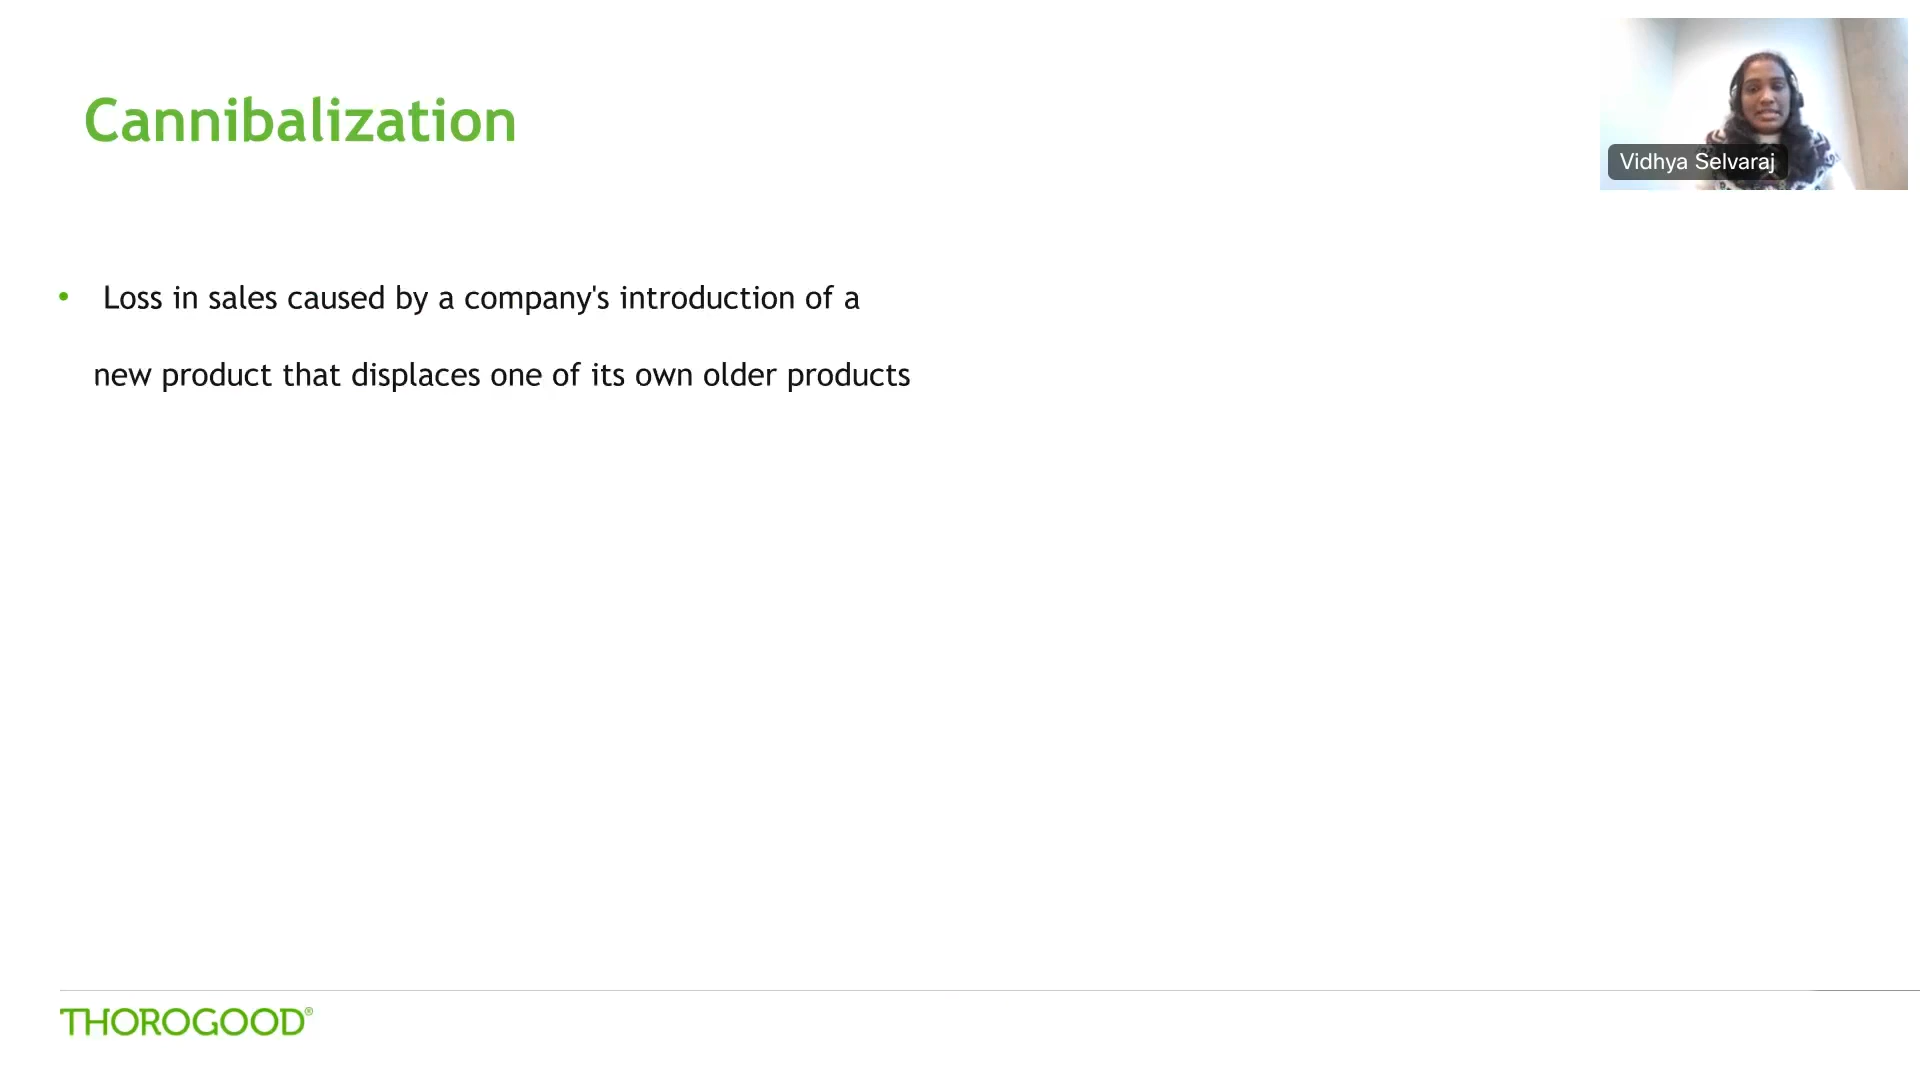 Cannibalization
Vidhya Selvaraj
• Loss in sales caused by a company's introduction of a
new product that displaces one of its own older products
THOROGOOD®